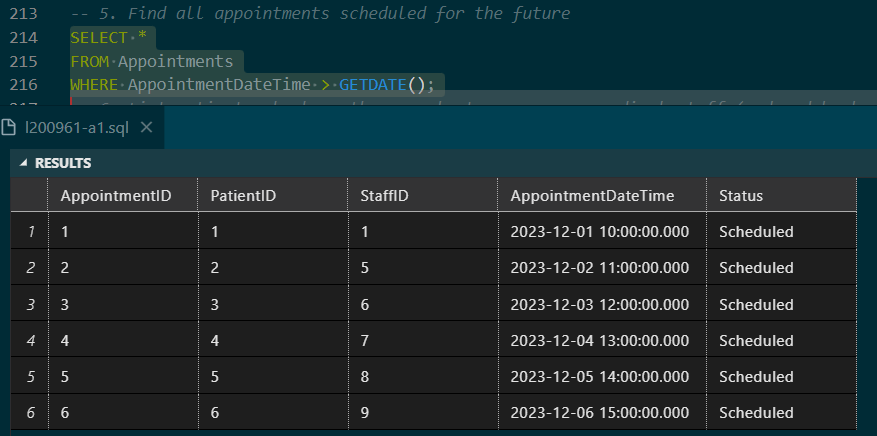 213 -- 5. Find all appointments scheduled for the future
214 SELECT *
215 FROM Appointments
216 WHERE AppointmentDateTime > GETDATE();
l200961-a1.sql
RESULTS
AppointmentID PatientID StaffID AppointmentDateTime Status
1 1 1 1 2023-12-01 10:00:00.000 Scheduled
2 2 2 5 2023-12-02 11:00:00.000 Scheduled
3 3 3 6 2023-12-03 12:00:00.000 Scheduled
4 4 4 7 2023-12-04 13:00:00.000 Scheduled
5 5 5 8 2023-12-05 14:00:00.000 Scheduled
6 6 6 9 2023-12-06 15:00:00.000 Scheduled